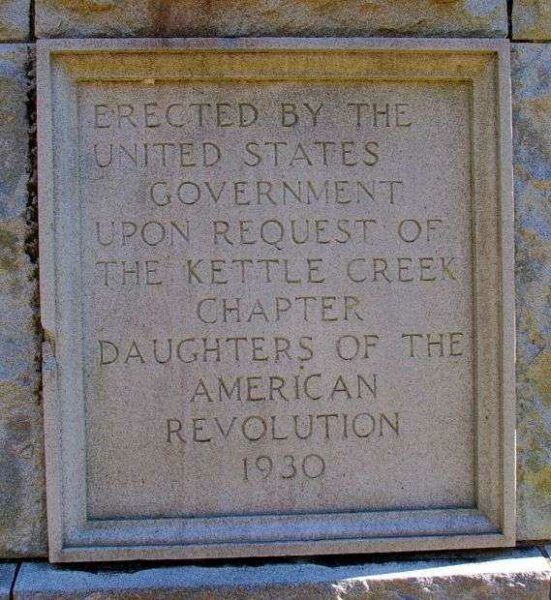 ERECTED BY THE
UNITED STATES
GOVERNMENT
UPON REQUEST OF
THE KETTLE CREEK
CHAPTER
DAUGHTERS OF THE
AMERICAN
REVOLUTION
1930